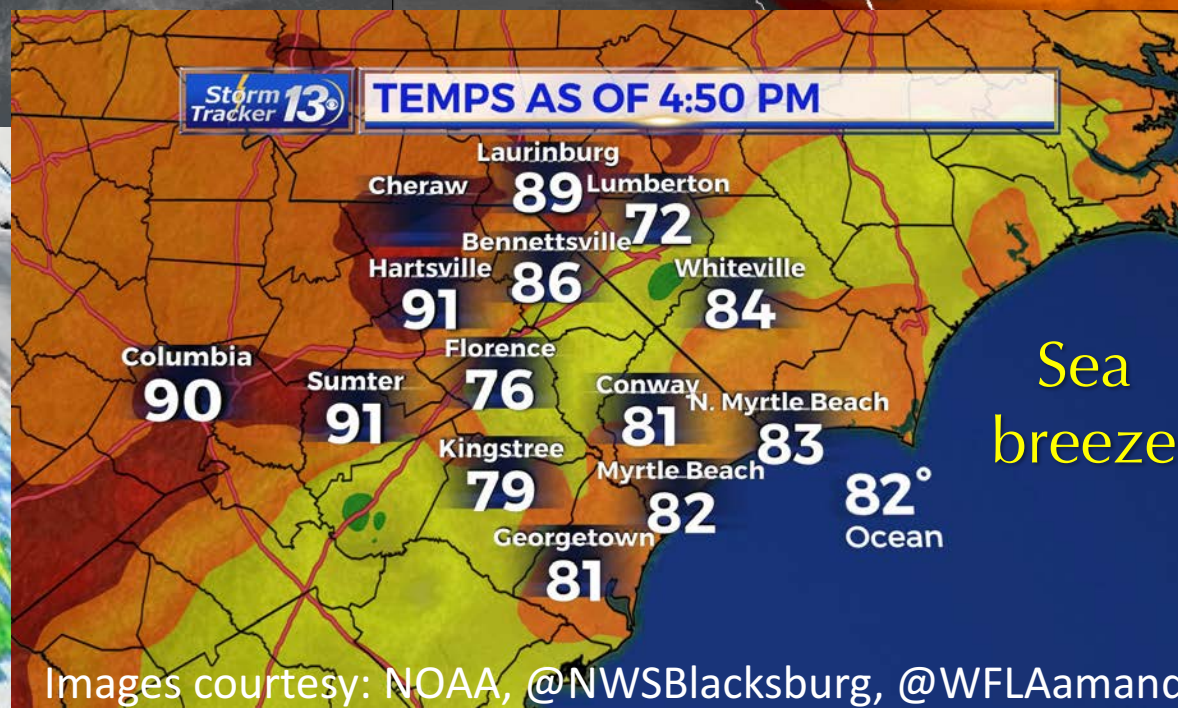 Storm Tracker 13
TEMPS AS OF 4:50 PM
Laurinburg
89
Cheraw
Lumberton
72
Bennettsville
86
Hartsville
91
Whiteville
84
Columbia
90
Sumter
91
Florence
76
Conway
81
N. Myrtle Beach
83
Kingstree
79
Myrtle Beach
82
Georgetown
81
82°
Ocean
Sea
breeze
Images courtesy: NOAA, @NWSBlacksburg, @WFLAamand